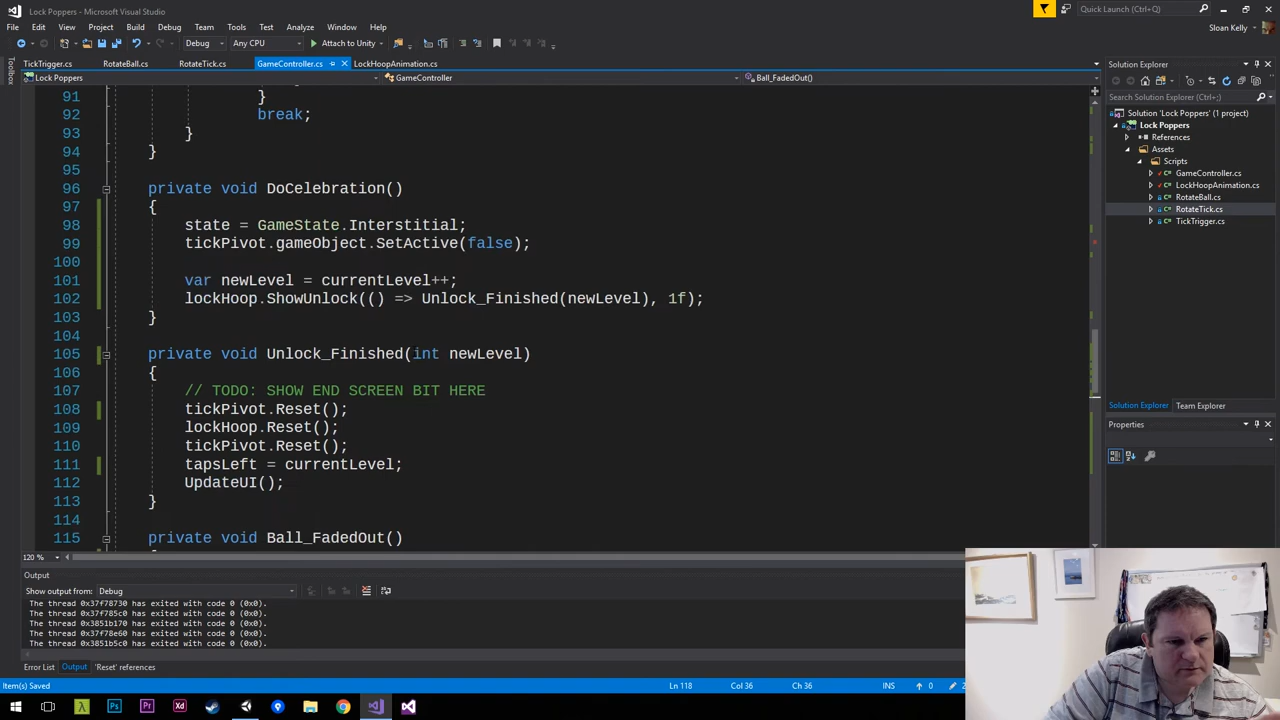 Lock Poppers - Microsoft Visual Studio
Quick Launch (Ctrl+Q)
File Edit View Project Build Debug Team Tools Test Analyze Window Help
Sloan Kelly
Debug Any CPU Attach to Unity
Toolbox
TickTrigger.cs RotateBall.cs RotateTick.cs GameController.cs LockHoopAnimation.cs
Lock Poppers GameController Ball_FadedOut()
91 }
92 break;
93 }
94 }
95
96 private void DoCelebration()
97 {
98 state = GameState.Interstitial;
99 tickPivot.gameObject.SetActive(false);
100
101 var newLevel = currentLevel++;
102 lockHoop.ShowUnlock(() => Unlock_Finished(newLevel), 1f);
103 }
104
105 private void Unlock_Finished(int newLevel)
106 {
107 // TODO: SHOW END SCREEN BIT HERE
108 tickPivot.Reset();
109 lockHoop.Reset();
110 tickPivot.Reset();
111 tapsLeft = currentLevel;
112 UpdateUI();
113 }
114
115 private void Ball_FadedOut()
120 %
Output
Show output from: Debug
The thread 0x37f78730 has exited with code 0 (0x0).
The thread 0x37f785c0 has exited with code 0 (0x0).
The thread 0x3851b170 has exited with code 0 (0x0).
The thread 0x37f78e60 has exited with code 0 (0x0).
The thread 0x3851b5c0 has exited with code 0 (0x0).
Error List Output 'Reset' references
Item(s) Saved Ln 118 Col 36 Ch 36 INS 0 2
Solution Explorer
Search Solution Explorer (Ctrl+;)
Solution 'Lock Poppers' (1 project)
Lock Poppers
References
Assets
Scripts
GameController.cs
LockHoopAnimation.cs
RotateBall.cs
RotateTick.cs
TickTrigger.cs
Solution Explorer Team Explorer
Properties
Ps Pr Xd